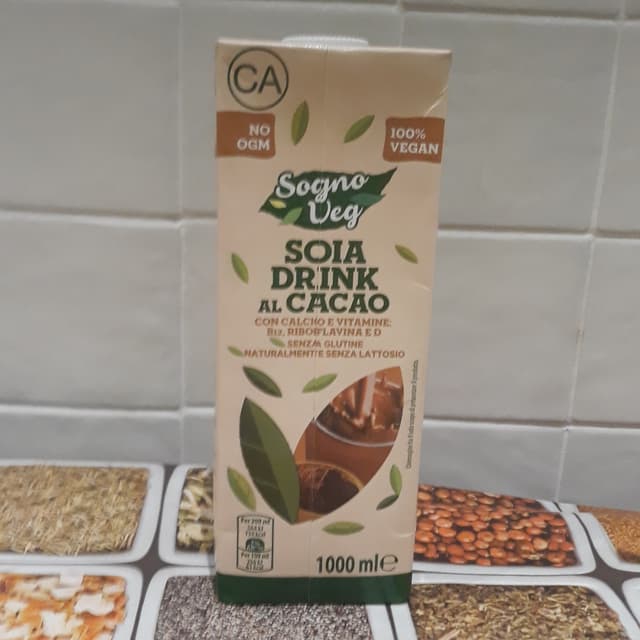 CA
NO
OGM
100%
VEGAN
Sogno
Veg
SOIA
DRINK
AL CACAO
CON CALCIO E VITAMINE:
B12, RIBOFLAVINA E D
SENZA GLUTINE
NATURALMENTE SENZA LATTOSIO
1000 ml e